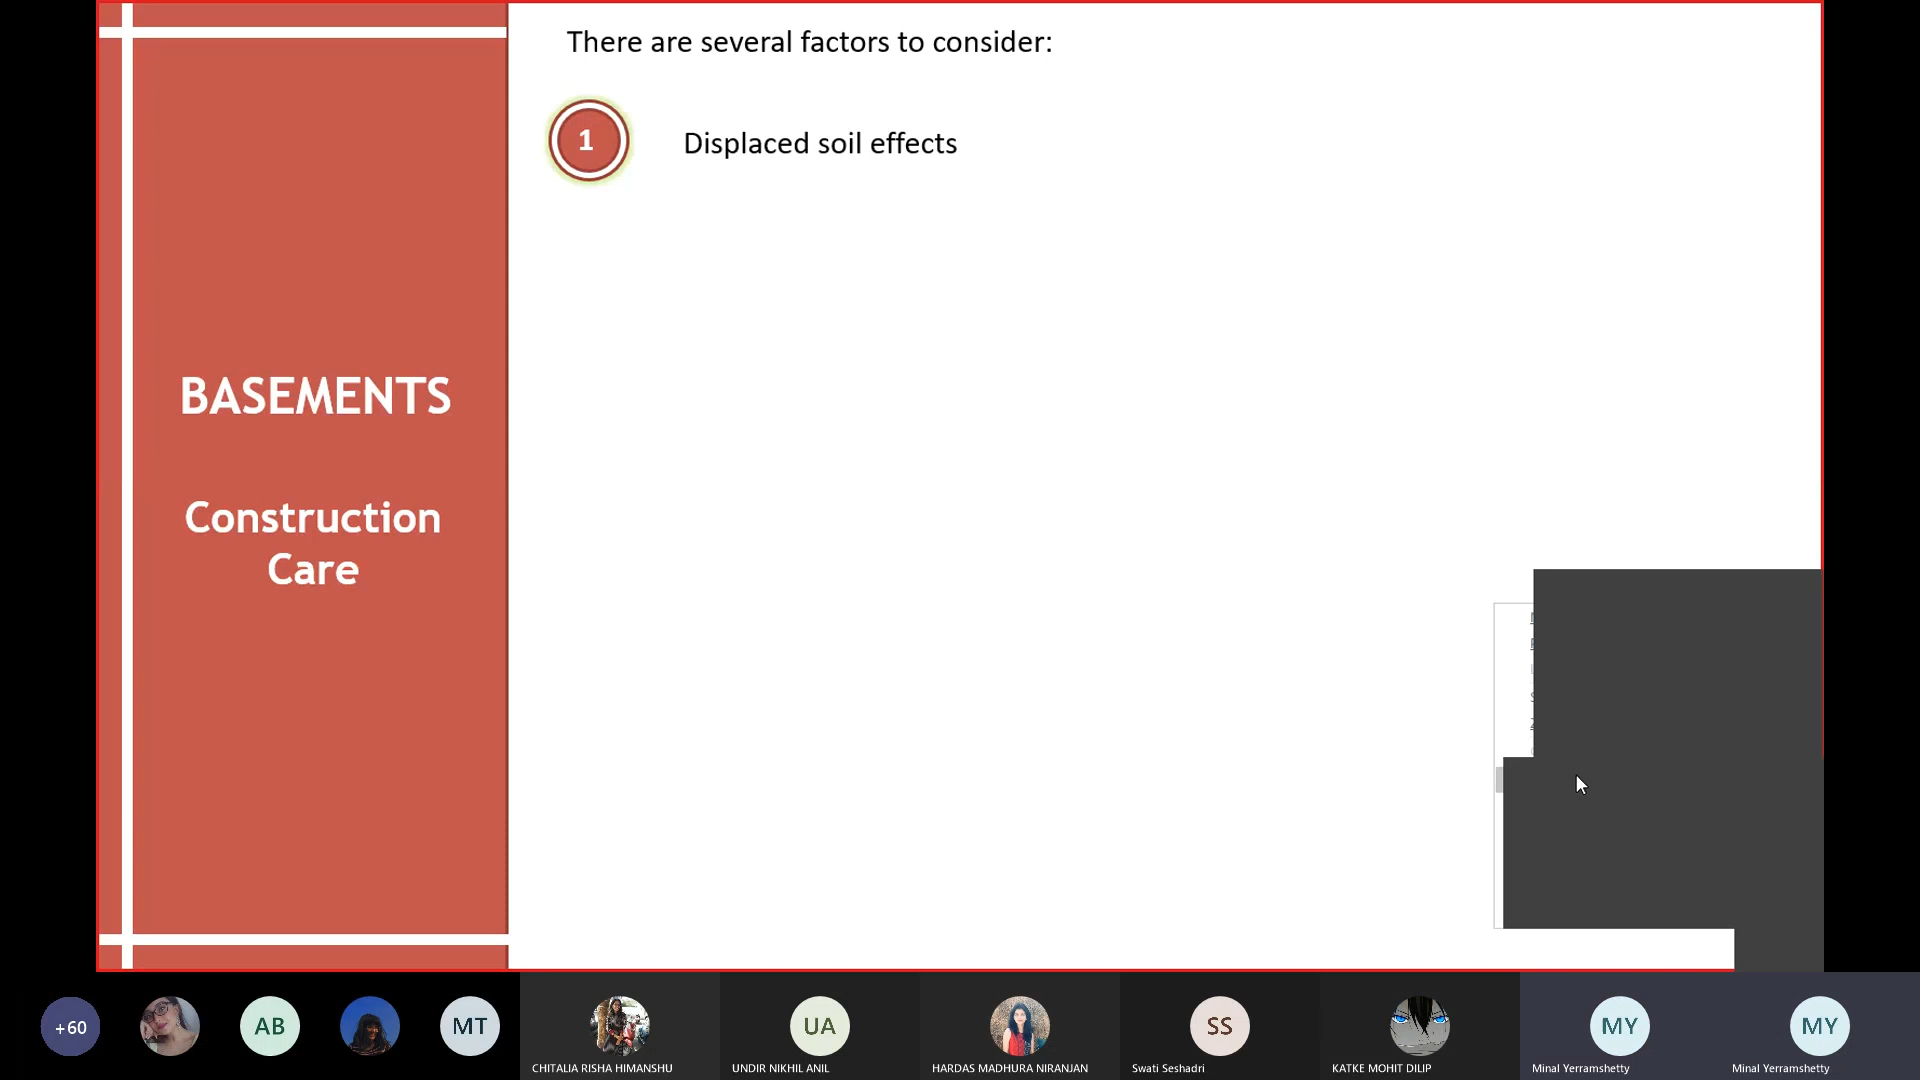 There are several factors to consider:
1
Displaced soil effects
BASEMENTS
Construction
Care
+60
AB
MT
UA
SS
MY
MY
CHITALIA RISHA HIMANSHU
UNDIR NIKHIL ANIL
HARDAS MADHURA NIRANJAN
Swati Seshadri
KATKE MOHIT DILIP
Minal Yerramshetty
Minal Yerramshetty